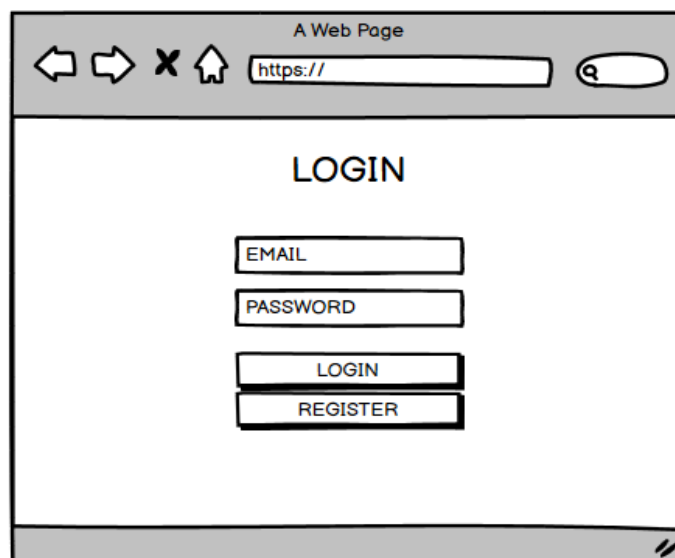 A Web Page
https://
LOGIN
EMAIL
PASSWORD
LOGIN
REGISTER